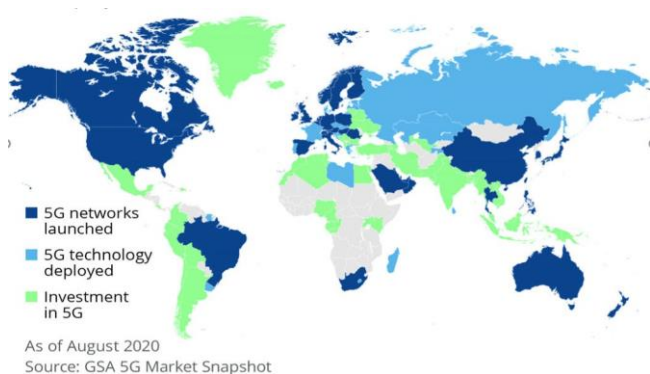 5G networks
launched
5G technology
deployed
Investment
in 5G
As of August 2020
Source: GSA 5G Market Snapshot